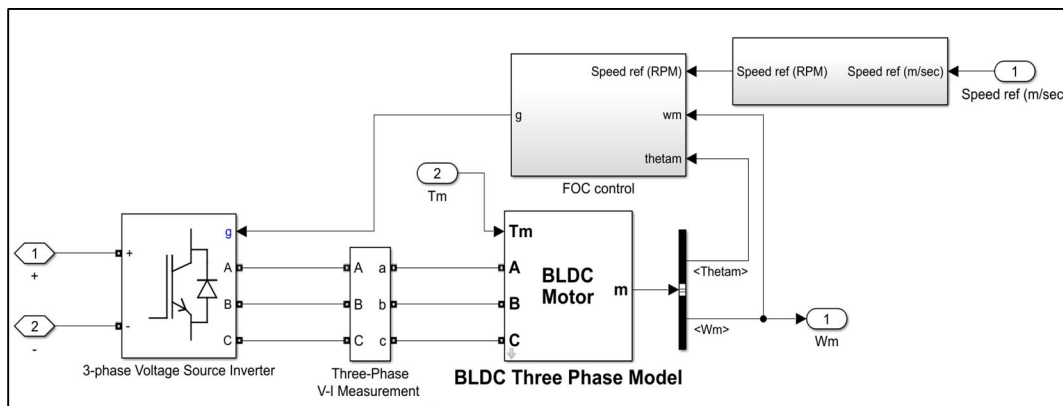 Speed ref (RPM)
Speed ref (RPM)
Speed ref (m/sec)
1
Speed ref (m/sec
g
wm
thetam
FOC control
2
Tm
1
+
2
-
+
-
g
A
B
C
3-phase Voltage Source Inverter
A
B
C
a
b
c
Three-Phase
V-I Measurement
Tm
A
B
C
BLDC
Motor
m
BLDC Three Phase Model
<Thetam>
<Wm>
1
Wm